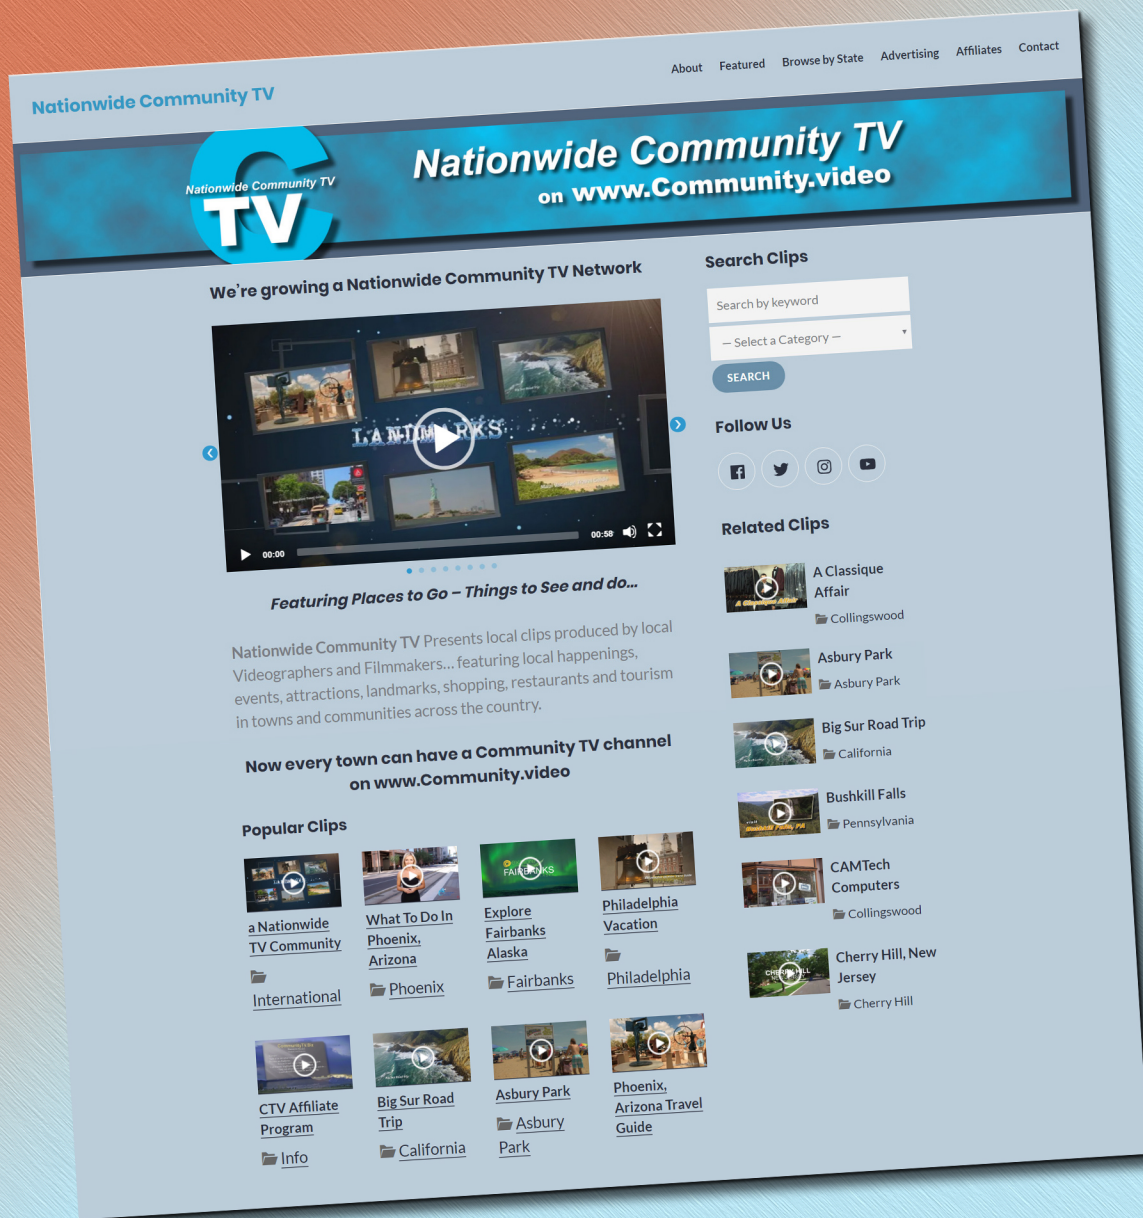 Nationwide Community TV
About Featured Browse by State Advertising Affiliates Contact
Nationwide Community TV
TV
Nationwide Community TV
on www.Community.video
We're growing a Nationwide Community TV Network
LANDMARKS
00:00
00:58
Featuring Places to Go – Things to See and do...
Nationwide Community TV Presents local clips produced by local
Videographers and Filmmakers... featuring local happenings,
events, attractions, landmarks, shopping, restaurants and tourism
in towns and communities across the country.
Now every town can have a Community TV channel
on www.Community.video
Popular Clips
a Nationwide
TV Community
International
What To Do In
Phoenix,
Arizona
Phoenix
FAIRBANKS
Explore
Fairbanks
Alaska
Fairbanks
Philadelphia
Vacation
Philadelphia
CTV Affiliate
Program
Info
Big Sur Road
Trip
California
Asbury Park
Asbury
Park
Phoenix,
Arizona Travel
Guide
Search Clips
Search by keyword
— Select a Category —
SEARCH
Follow Us
Related Clips
A Classique Affair
A Classique
Affair
Collingswood
Asbury Park
Asbury Park
Big Sur Road Trip
California
Bushkill Falls, PA
Bushkill Falls
Pennsylvania
CAMTech
Computers
Collingswood
CHERRY HILL
Cherry Hill, New
Jersey
Cherry Hill